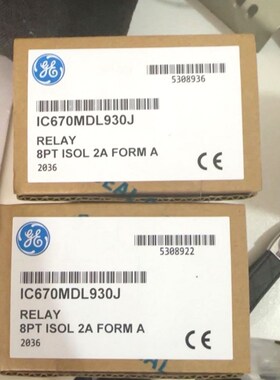 5308936
IC670MDL930J
RELAY
8PT ISOL 2A FORM A
2036
CE
5308922
IC670MDL930J
RELAY
8PT ISOL 2A FORM A
2036
CE